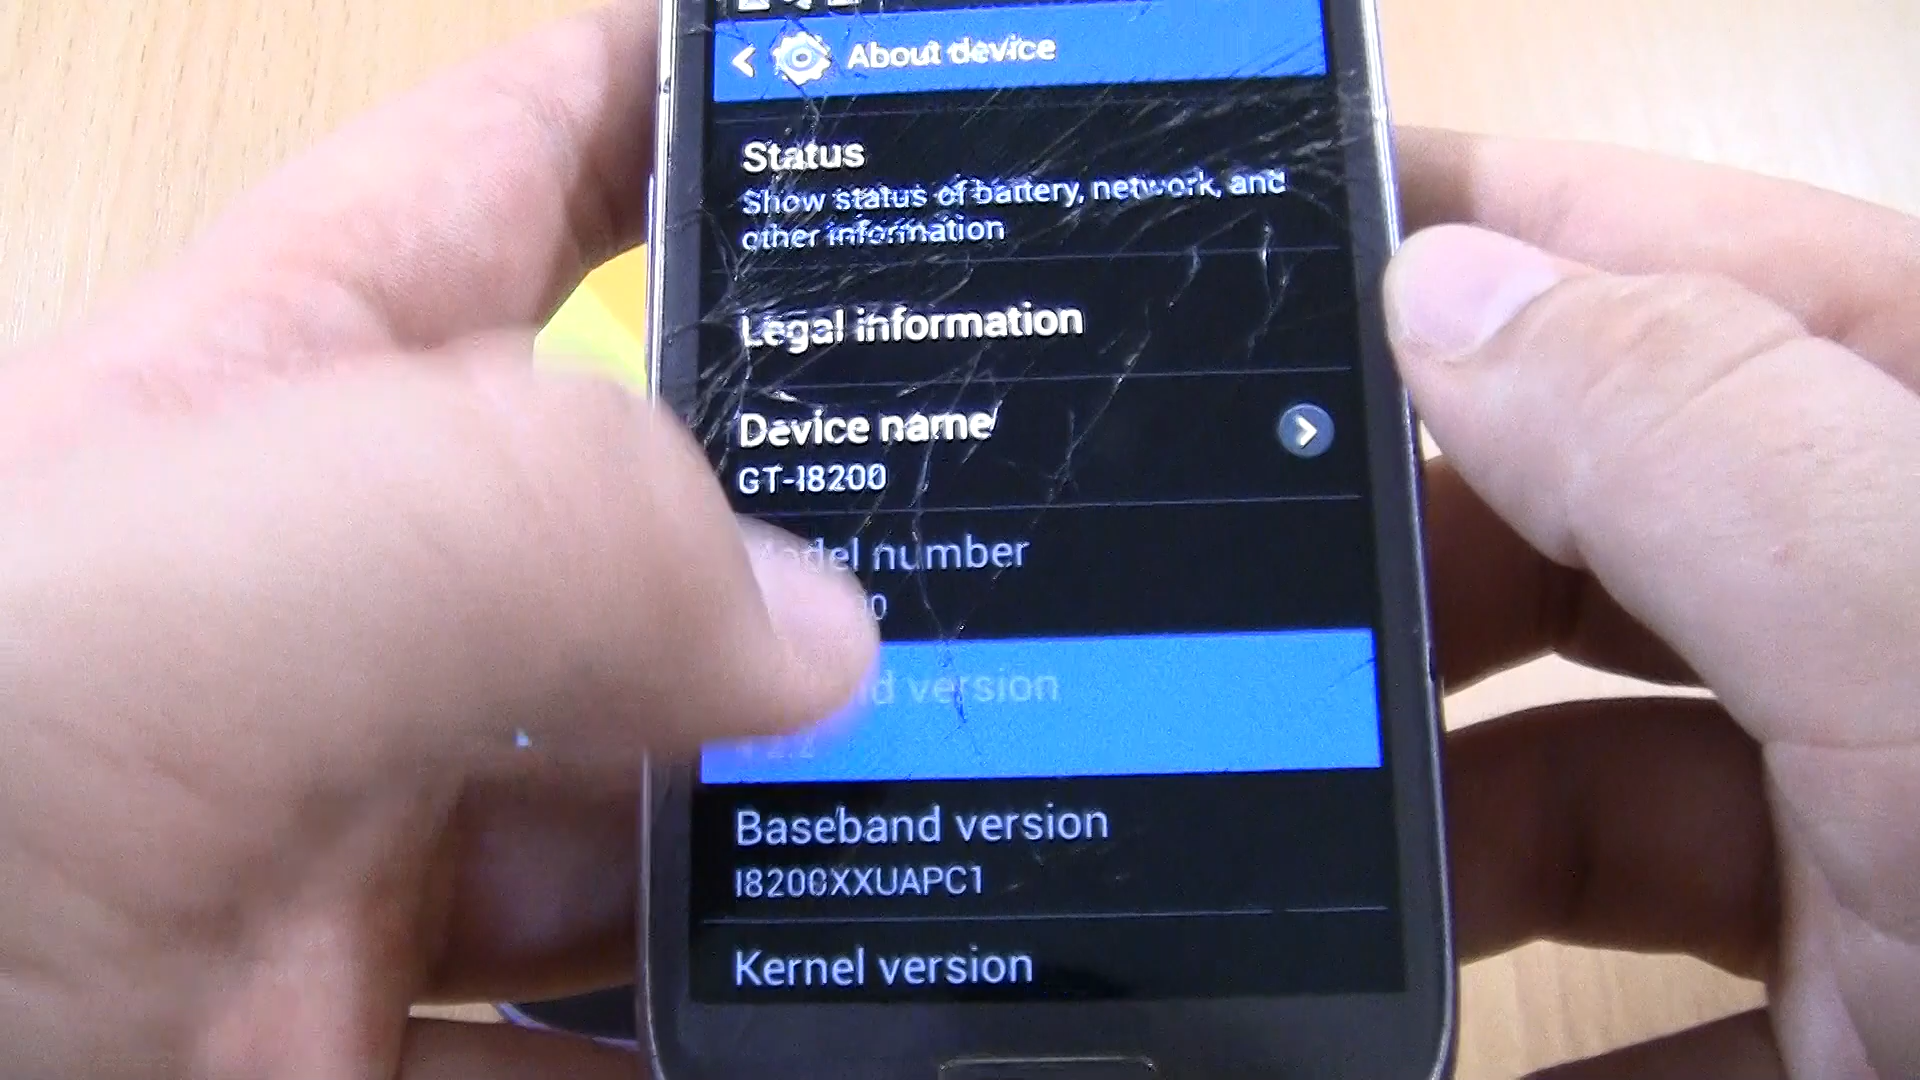 About device
Status
Show status of battery, network, and
other information
Legal information
Device name
GT-I8200
number
version
Baseband version
I8200XXUAPC1
Kernel version